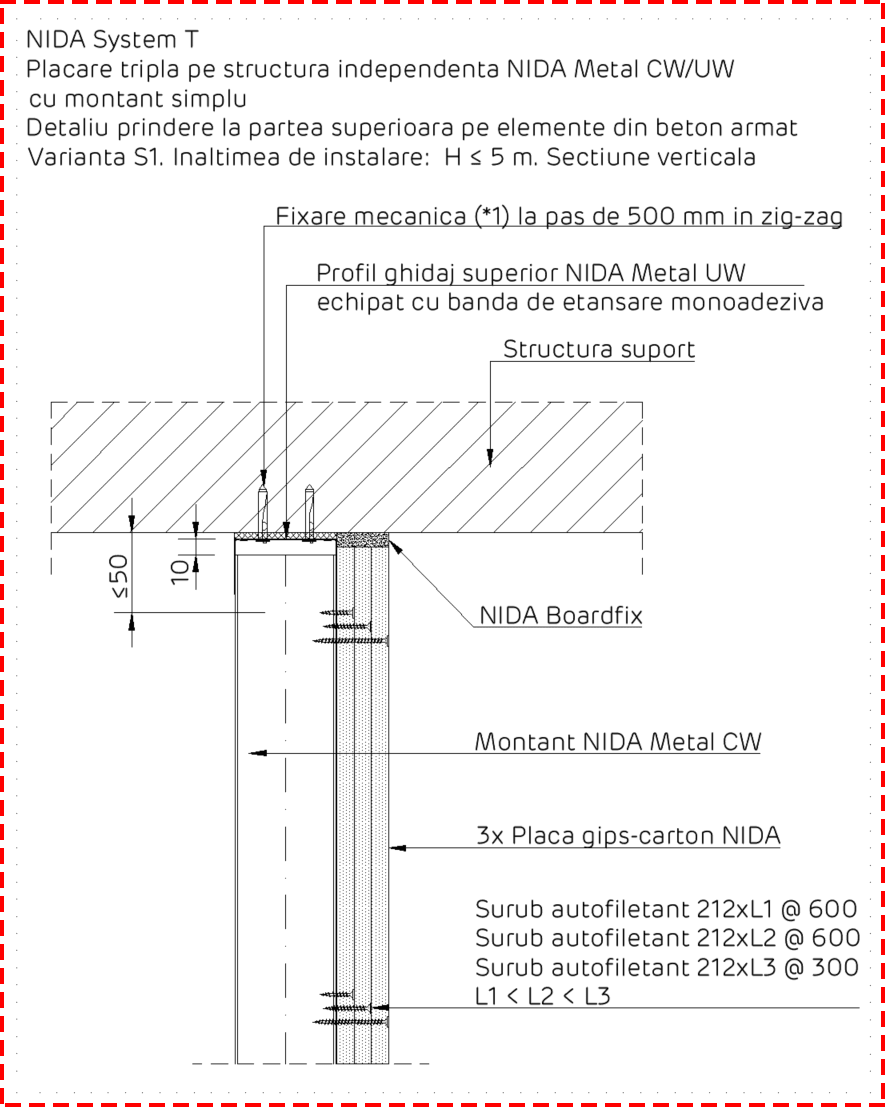 NIDA System T
Placare tripla pe structura independenta NIDA Metal CW/UW
cu montant simplu
Detaliu prindere la partea superioara pe elemente din beton armat
Varianta S1. Inaltimea de instalare: H ≤ 5 m. Sectiune verticala
Fixare mecanica (*1) la pas de 500 mm in zig-zag
Profil ghidaj superior NIDA Metal UW
echipat cu banda de etansare monoadeziva
Structura suport
≤50
10
NIDA Boardfix
Montant NIDA Metal CW
3x Placa gips-carton NIDA
Surub autofiletant 212xL1 @ 600
Surub autofiletant 212xL2 @ 600
Surub autofiletant 212xL3 @ 300
L1 < L2 < L3